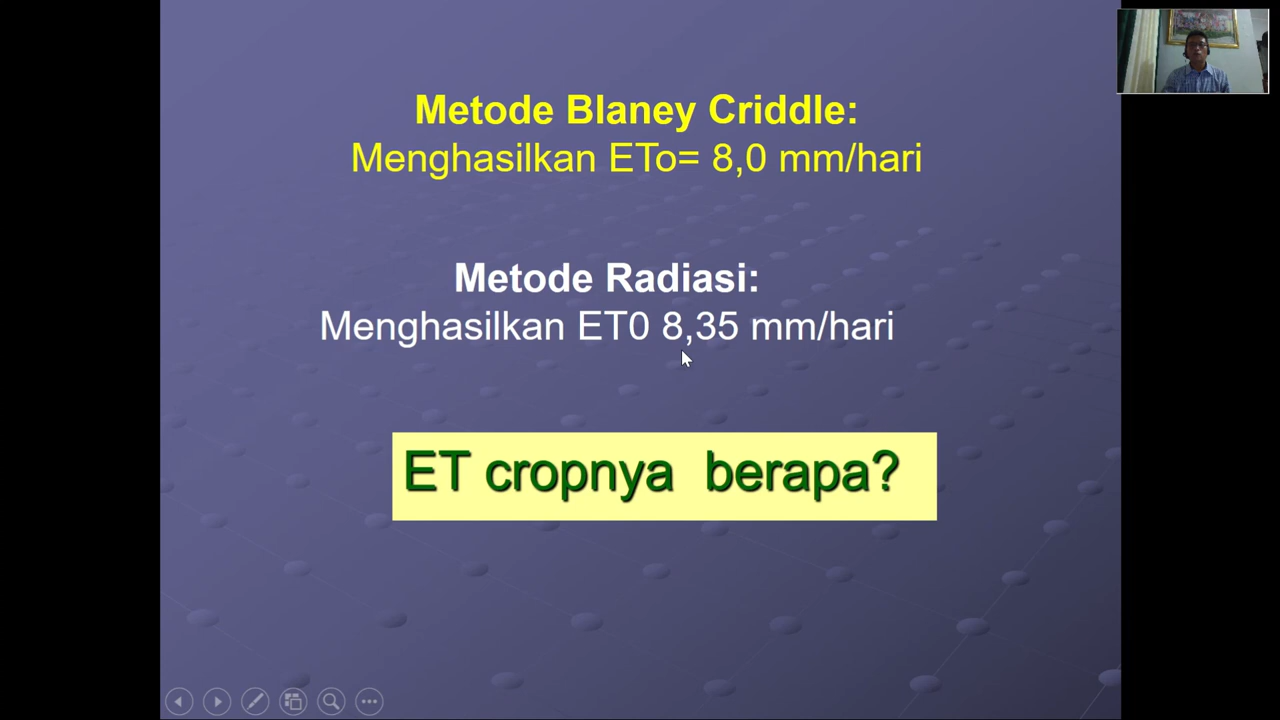 Metode Blaney Criddle:
Menghasilkan ETo= 8,0 mm/hari
Metode Radiasi:
Menghasilkan ET0 8,35 mm/hari
ET cropnya berapa?